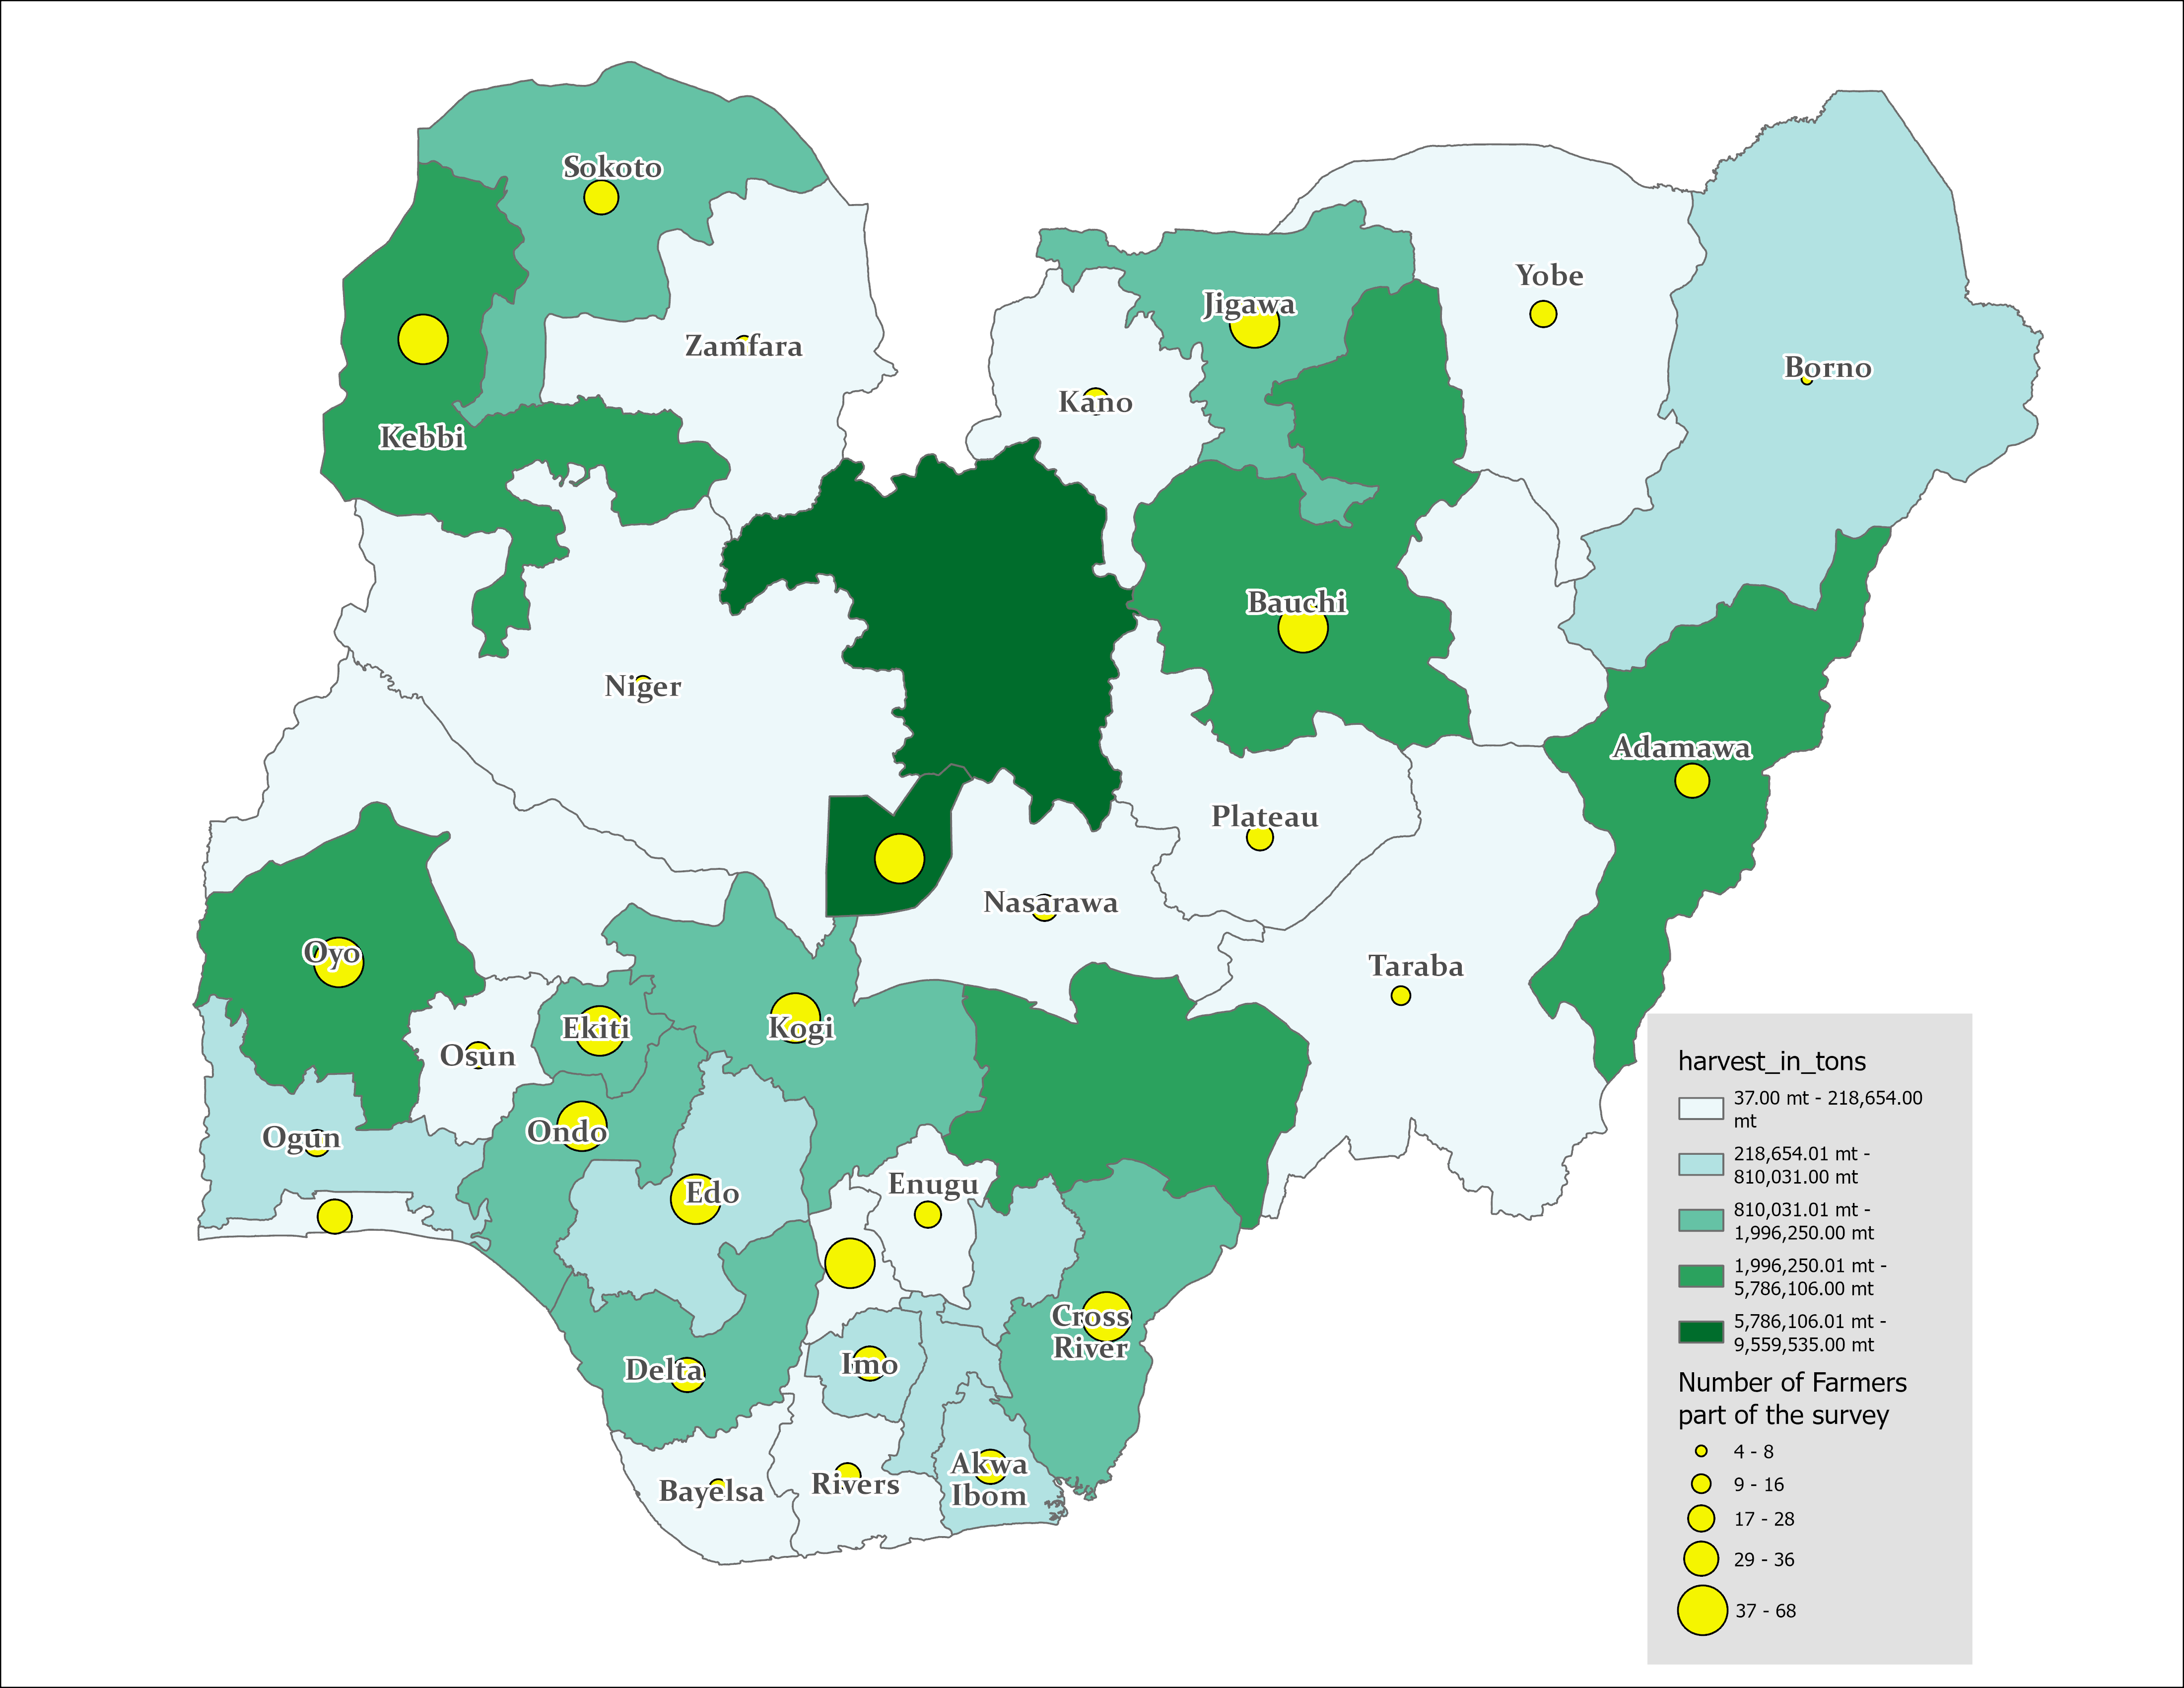 Sokoto
Yobe
Jigawa
Zamfara
Borno
Kano
Kebbi
Bauchi
Niger
Adamawa
Plateau
Nasarawa
Oyo
Taraba
Ekiti
Kogi
Osun
Ondo
Ogun
Enugu
Edo
Cross
River
Imo
Delta
Akwa
Ibom
Rivers
Bayelsa
harvest_in_tons
37.00 mt - 218,654.00
mt
218,654.01 mt -
810,031.00 mt
810,031.01 mt -
1,996,250.00 mt
1,996,250.01 mt -
5,786,106.00 mt
5,786,106.01 mt -
9,559,535.00 mt
Number of Farmers
part of the survey
4 - 8
9 - 16
17 - 28
29 - 36
37 - 68